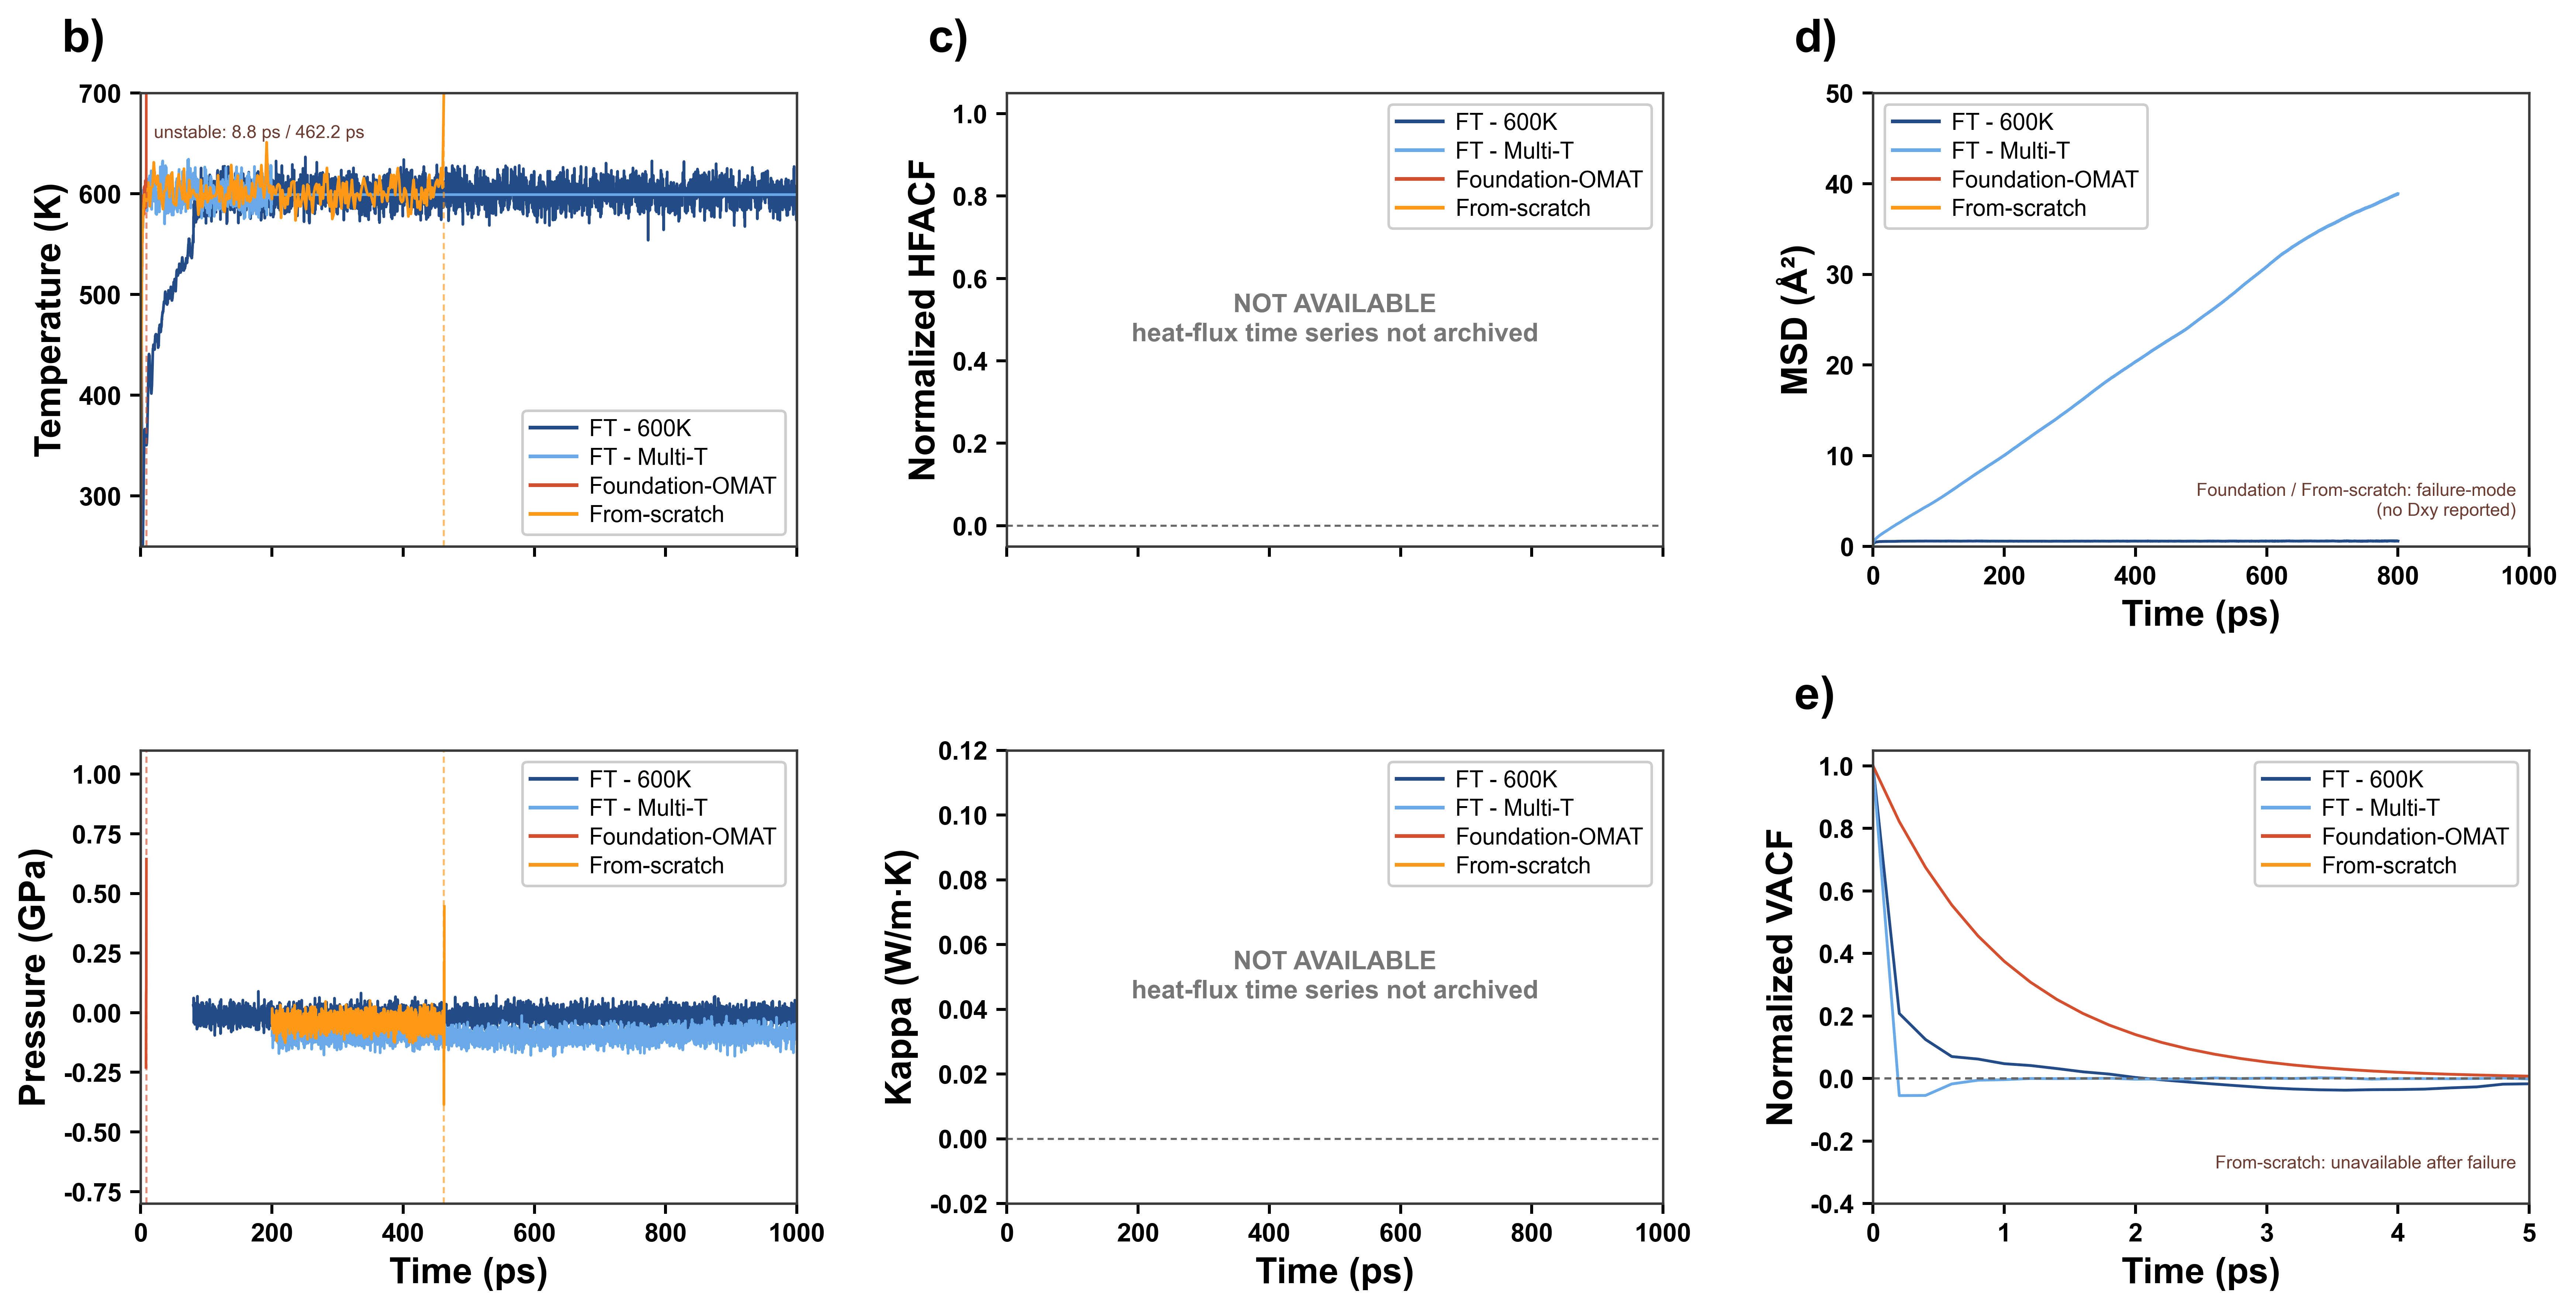 b)
700
600
500
400
300
Temperature (K)
unstable: 8.8 ps / 462.2 ps
FT - 600K
FT - Multi-T
Foundation-OMAT
From-scratch
c)
1.0
0.8
0.6
0.4
0.2
0.0
Normalized HFACF
FT - 600K
FT - Multi-T
Foundation-OMAT
From-scratch
NOT AVAILABLE
heat-flux time series not archived
d)
50
40
30
20
10
0
MSD (Å²)
FT - 600K
FT - Multi-T
Foundation-OMAT
From-scratch
Foundation / From-scratch: failure-mode
(no Dxy reported)
0 200 400 600 800 1000
Time (ps)
1.00
0.75
0.50
0.25
0.00
-0.25
-0.50
-0.75
Pressure (GPa)
FT - 600K
FT - Multi-T
Foundation-OMAT
From-scratch
0 200 400 600 800 1000
Time (ps)
0.12
0.10
0.08
0.06
0.04
0.02
0.00
-0.02
Kappa (W/m·K)
FT - 600K
FT - Multi-T
Foundation-OMAT
From-scratch
NOT AVAILABLE
heat-flux time series not archived
0 200 400 600 800 1000
Time (ps)
e)
1.0
0.8
0.6
0.4
0.2
0.0
-0.2
-0.4
Normalized VACF
FT - 600K
FT - Multi-T
Foundation-OMAT
From-scratch
From-scratch: unavailable after failure
0 1 2 3 4 5
Time (ps)